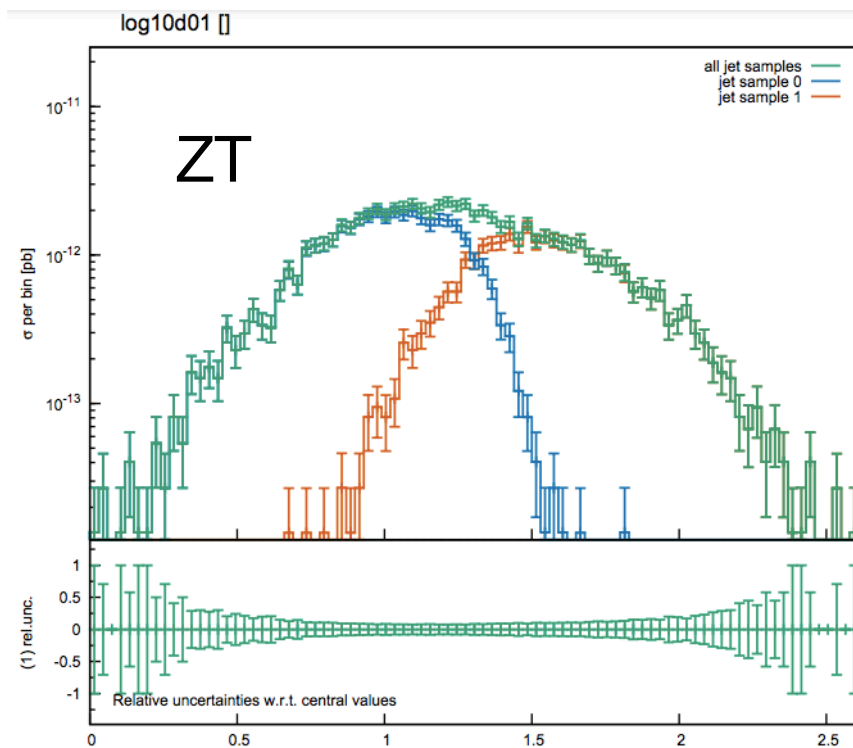 log10d01 []
all jet samples
jet sample 0
jet sample 1
ZT
σ per bin [pb]
10⁻¹¹
10⁻¹²
10⁻¹³
(1) rel.unc.
1
0.5
0
-0.5
-1
Relative uncertainties w.r.t. central values
0 0.5 1 1.5 2 2.5